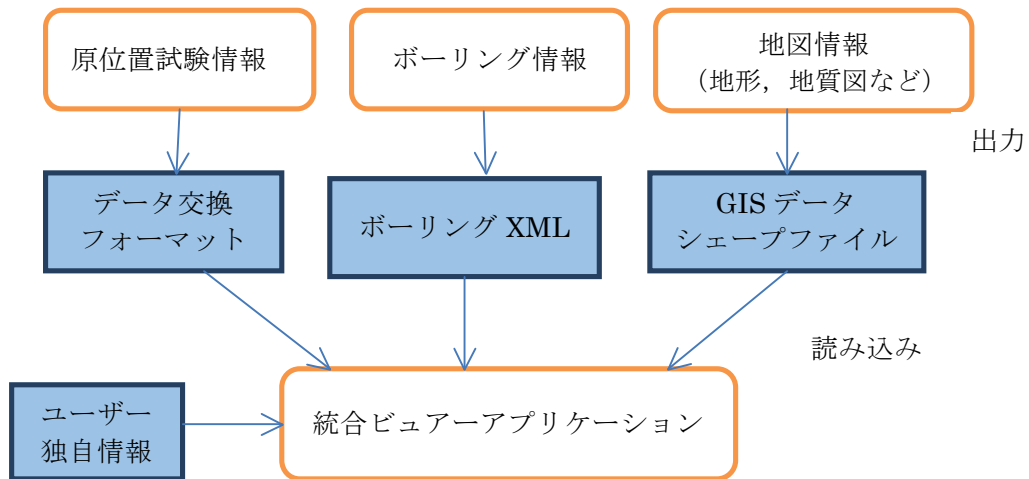 原位置試験情報
ボーリング情報
地図情報
（地形，地質図など）
出力
データ交換
フォーマット
ボーリング XML
GIS データ
シェープファイル
読み込み
ユーザー
独自情報
統合ビュアーアプリケーション